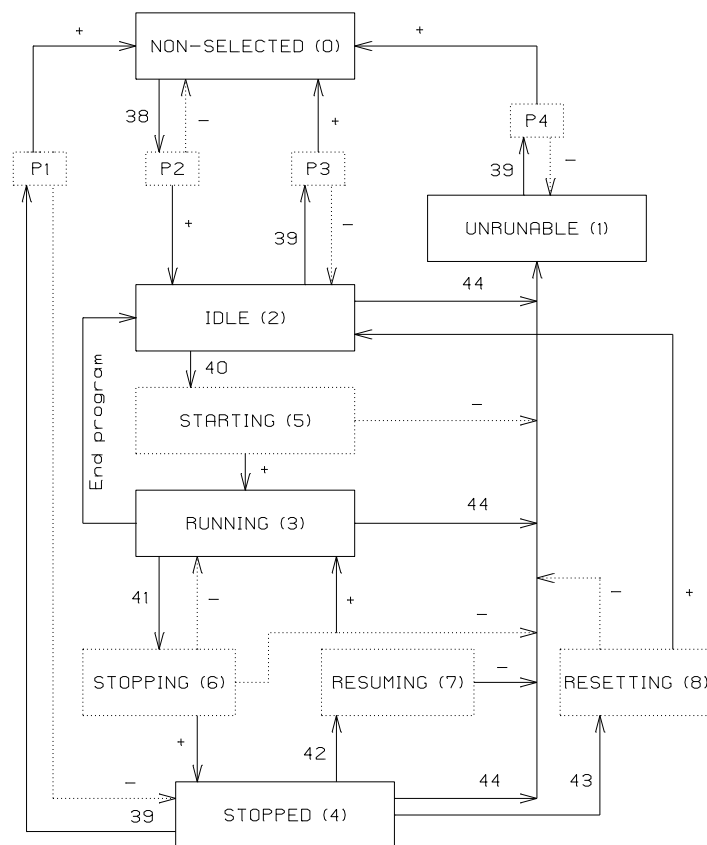 +
NON-SELECTED (0)
+
38
−
+
P4
P1
P2
P3
39
−
+
39
−
UNRUNABLE (1)
44
IDLE (2)
40
End program
STARTING (5)
−
+
44
RUNNING (3)
41
−
+
−
−
+
STOPPING (6)
RESUMING (7)
−
RESETTING (8)
+
42
−
44
43
39
STOPPED (4)